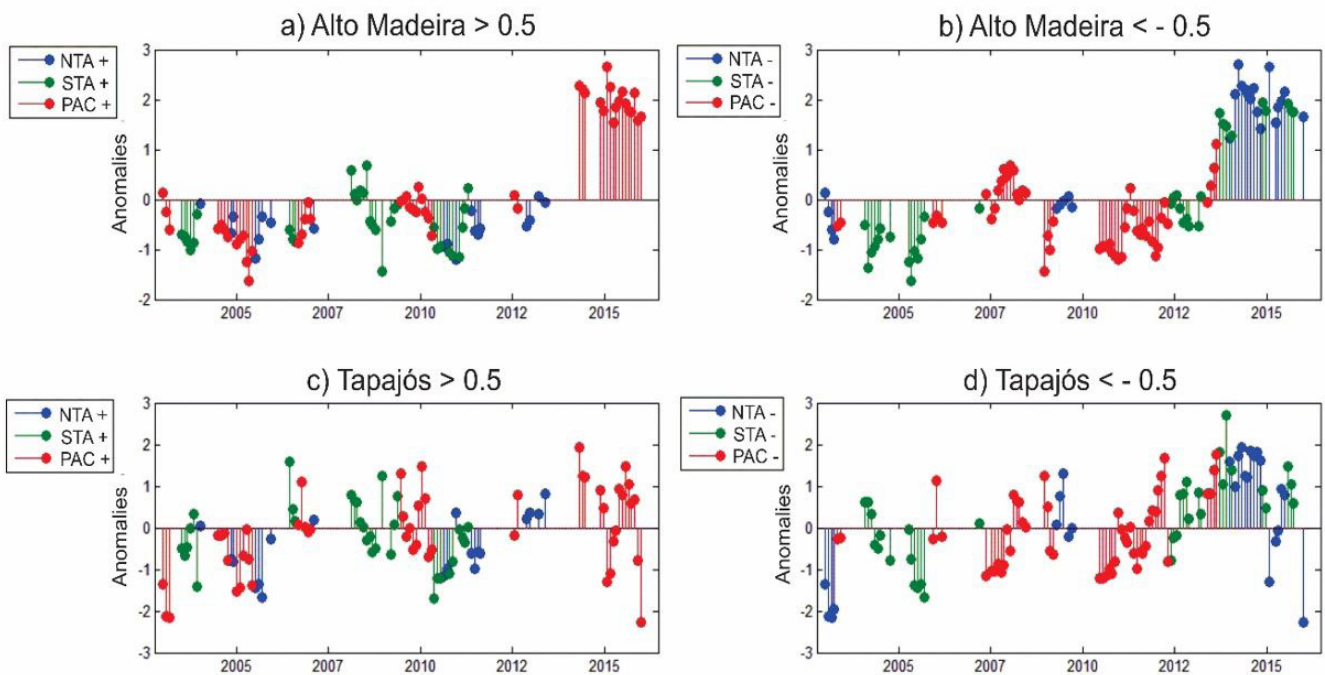 a) Alto Madeira > 0.5
NTA +
STA +
PAC +
Anomalies
3
2
1
0
-1
-2
2005
2007
2010
2012
2015
b) Alto Madeira < - 0.5
NTA -
STA -
PAC -
Anomalies
3
2
1
0
-1
-2
2005
2007
2010
2012
2015
c) Tapajós > 0.5
NTA +
STA +
PAC +
Anomalies
3
2
1
0
-1
-2
-3
2005
2007
2010
2012
2015
d) Tapajós < - 0.5
NTA -
STA -
PAC -
Anomalies
3
2
1
0
-1
-2
-3
2005
2007
2010
2012
2015